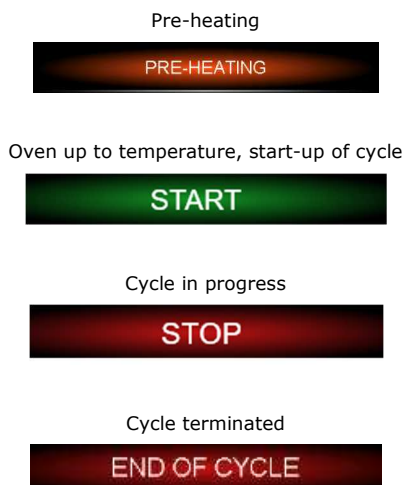 Pre-heating
PRE-HEATING
Oven up to temperature, start-up of cycle
START
Cycle in progress
STOP
Cycle terminated
END OF CYCLE